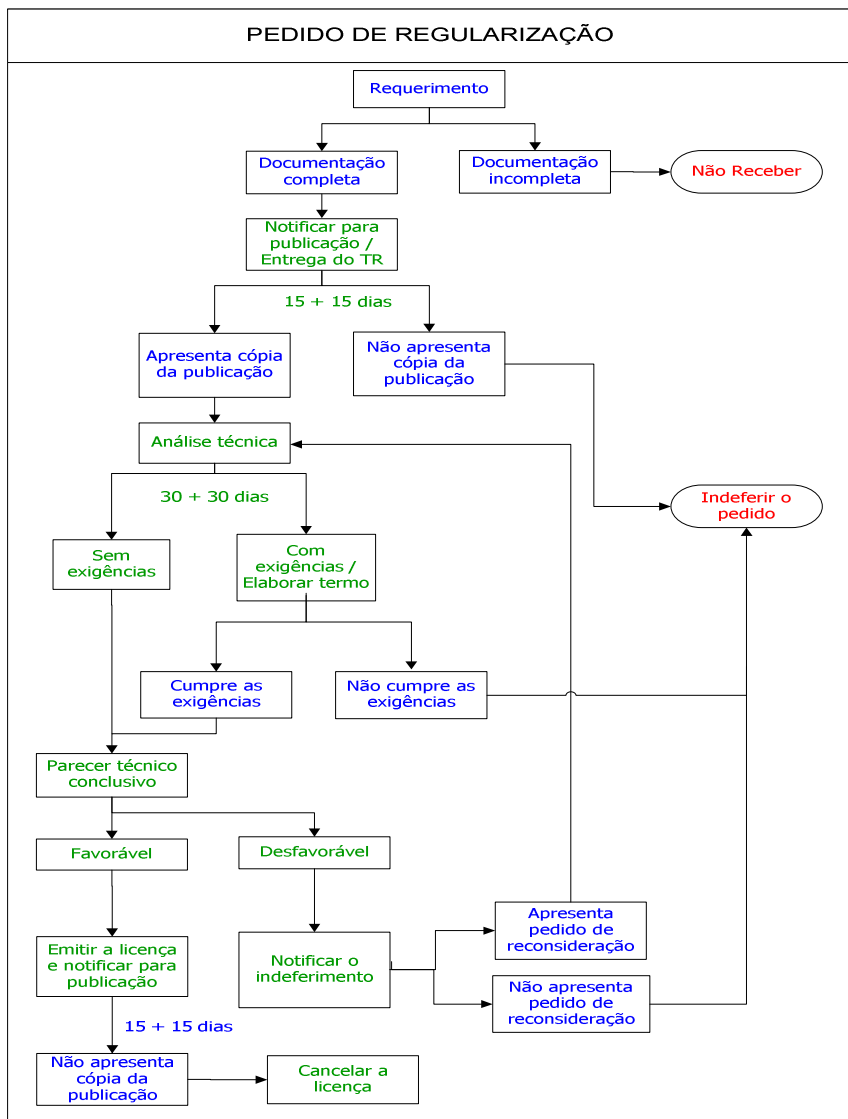 PEDIDO DE REGULARIZAÇÃO
Requerimento
Documentação
completa
Documentação
incompleta
Não Receber
Notificar para
publicação /
Entrega do TR
15 + 15 dias
Apresenta cópia
da publicação
Não apresenta
cópia da
publicação
Análise técnica
30 + 30 dias
Indeferir o
pedido
Sem
exigências
Com
exigências /
Elaborar termo
Cumpre as
exigências
Não cumpre as
exigências
Parecer técnico
conclusivo
Favorável
Desfavorável
Emitir a licença
e notificar para
publicação
Notificar o
indeferimento
Apresenta
pedido de
reconsideração
Não apresenta
pedido de
reconsideração
15 + 15 dias
Não apresenta
cópia da
publicação
Cancelar a
licença